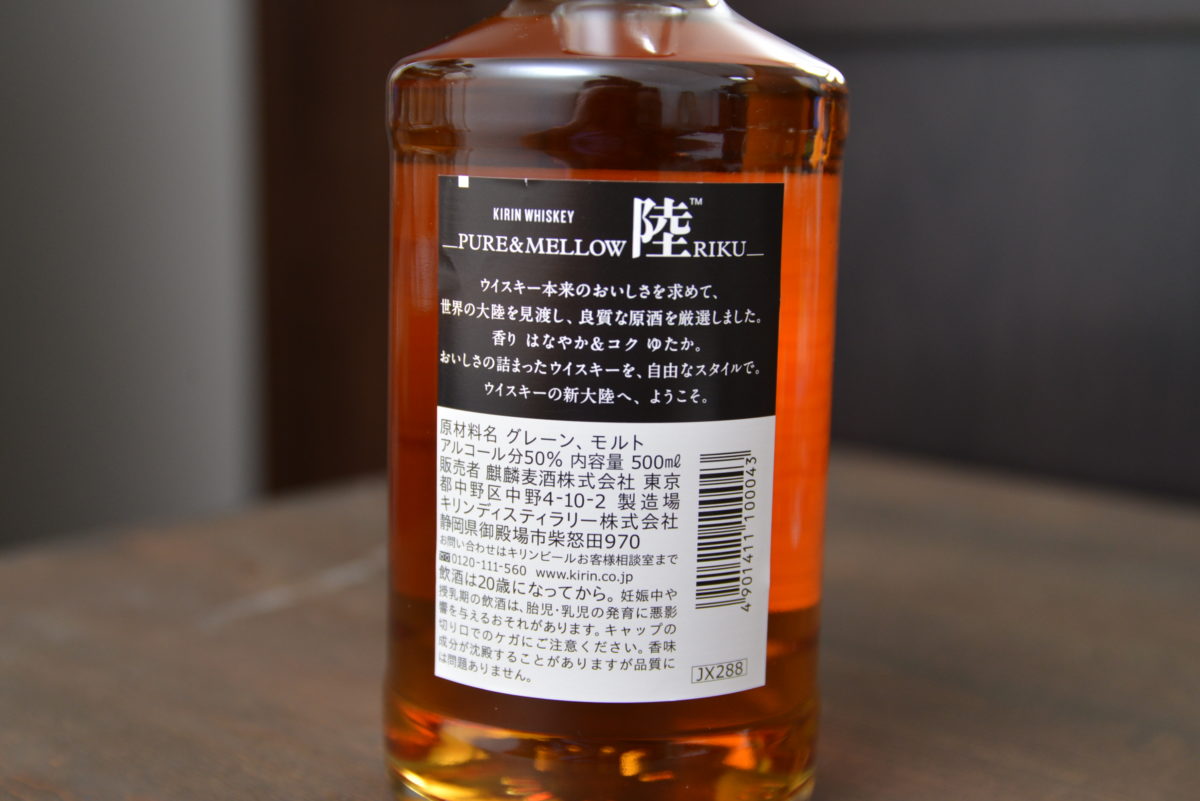 KIRIN WHISKEY
PURE&MELLOW 陸™ RIKU
ウイスキー本来のおいしさを求めて、
世界の大陸を見渡し、良質な原酒を厳選しました。
香り はなやか&コク ゆたか。
おいしさの詰まったウイスキーを、自由なスタイルで。
ウイスキーの新大陸へ、ようこそ。
原材料名 グレーン、モルト
アルコール分50% 内容量 500㎖
販売者 麒麟麦酒株式会社 東京
都中野区中野4-10-2 製造場
キリンディスティラリー株式会社
静岡県御殿場市柴怒田970
お問い合わせはキリンビールお客様相談室まで
0120-111-560 www.kirin.co.jp
飲酒は20歳になってから。妊娠中や
授乳期の飲酒は、胎児・乳児の発育に悪影
響を与えるおそれがあります。キャップの
切り口でのケガにご注意ください。香味
成分が沈殿することがありますが品質に
は問題ありません。
4901411100043
JX288